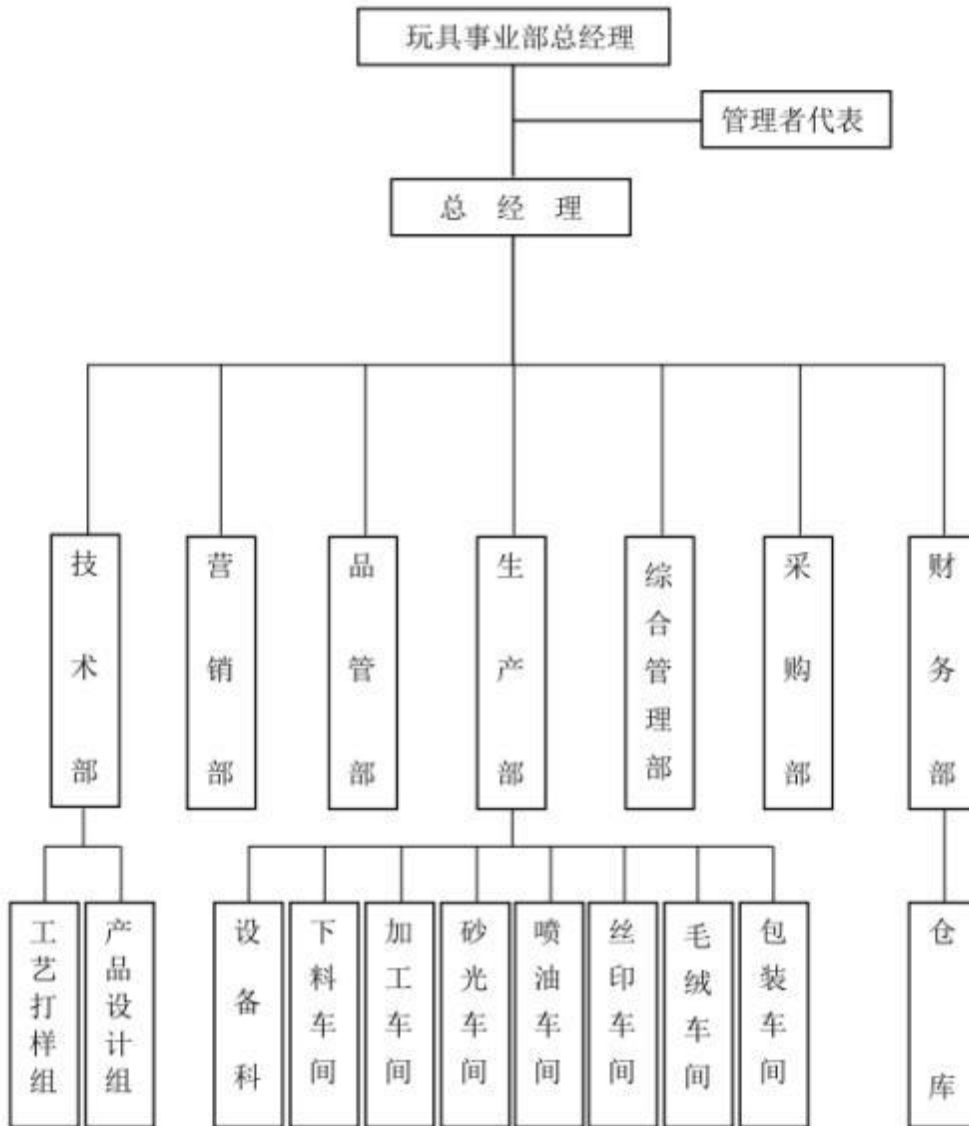 玩具事业部总经理
管理者代表
总 经 理
技术部
营销部
品管部
生产部
综合管理部
采购部
财务部
工艺打样组
产品设计组
设备科
下料车间
加工车间
砂光车间
喷油车间
丝印车间
毛绒车间
包装车间
仓库